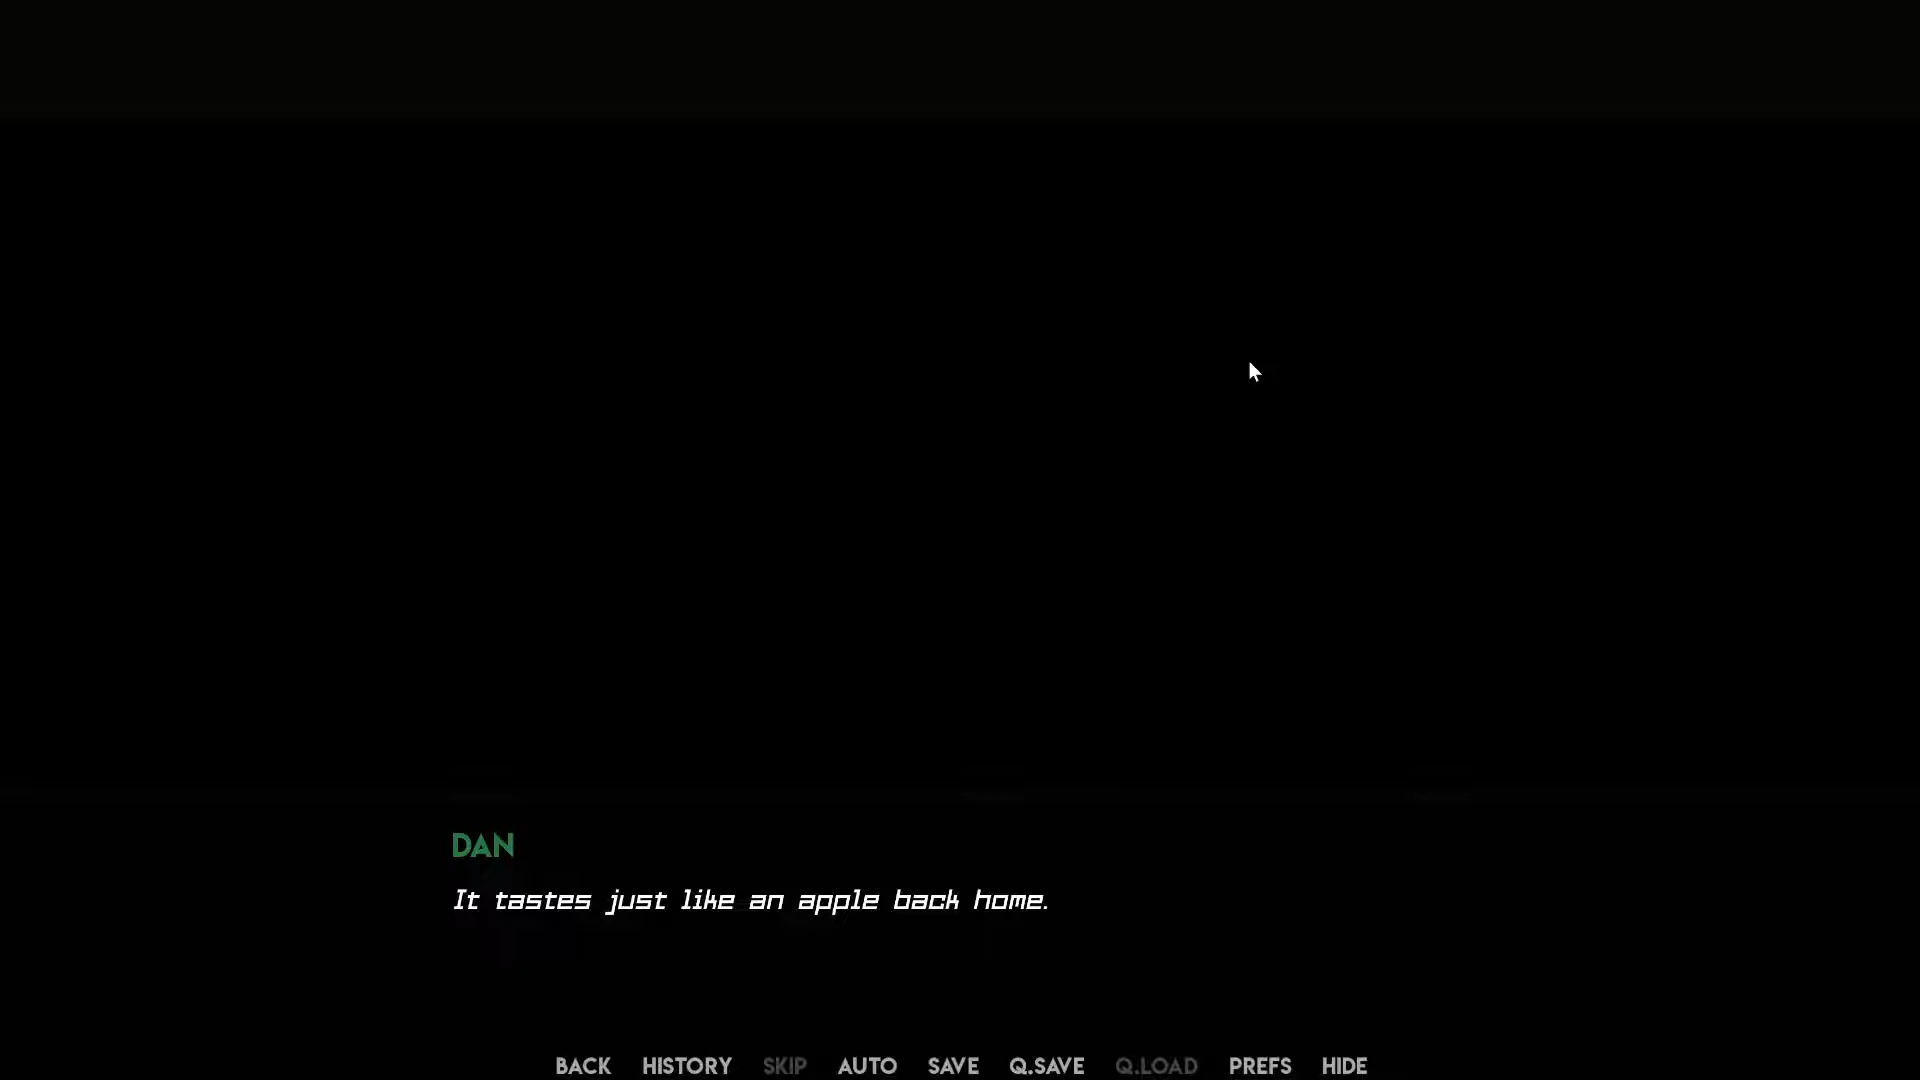 DAN
It tastes just like an apple back home.
BACK HISTORY SKIP AUTO SAVE Q.SAVE Q.LOAD PREFS HIDE